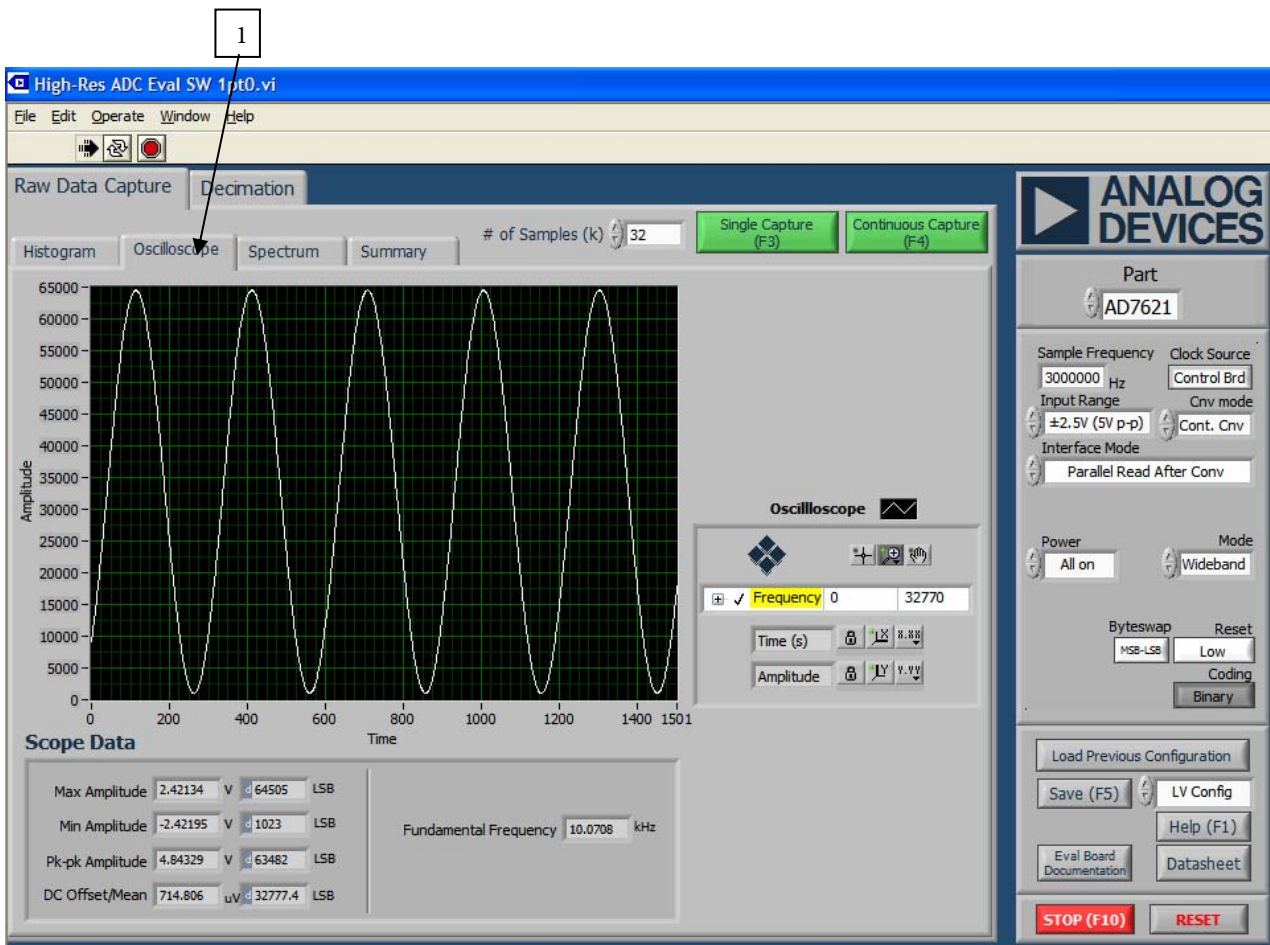 1
High-Res ADC Eval SW 1pt0.vi
File Edit Operate Window Help
Raw Data Capture Decimation
Histogram Oscilloscope Spectrum Summary
# of Samples (k) 32
Single Capture
(F3)
Continuous Capture
(F4)
65000
60000
55000
50000
45000
40000
35000
30000
25000
20000
15000
10000
5000
0
Amplitude
0 200 400 600 800 1000 1200 1400 1501
Time
Oscillloscope
Frequency 0 32770
Time (s) X.XX
Amplitude Y.YY
Scope Data
Max Amplitude 2.42134 V d 64505 LSB
Min Amplitude -2.42195 V d 1023 LSB
Pk-pk Amplitude 4.84329 V d 63482 LSB
DC Offset/Mean 714.806 uV d 32777.4 LSB
Fundamental Frequency 10.0708 kHz
ANALOG
DEVICES
Part
AD7621
Sample Frequency Clock Source
3000000 Hz Control Brd
Input Range Cnv mode
±2.5V (5V p-p) Cont. Cnv
Interface Mode
Parallel Read After Conv
Power Mode
All on Wideband
Byteswap Reset
MSB-LSB Low
Coding
Binary
Load Previous Configuration
Save (F5) LV Config
Help (F1)
Eval Board
Documentation
Datasheet
STOP (F10) RESET